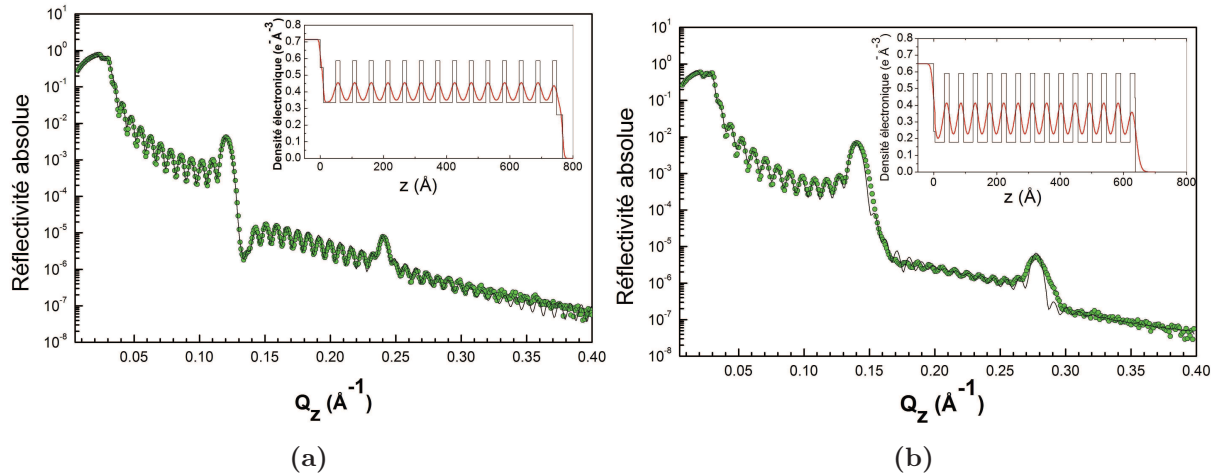 Réflectivité absolue
10¹
10⁰
10⁻¹
10⁻²
10⁻³
10⁻⁴
10⁻⁵
10⁻⁶
10⁻⁷
10⁻⁸
0.05 0.10 0.15 0.20 0.25 0.30 0.35 0.40
Q_z (Å⁻¹)
Densité électronique (e⁻Å⁻³)
0.8
0.7
0.6
0.5
0.4
0.3
0.2
0.1
0.0
0 100 200 300 400 500 600 700 800
z (Å)
(a)
Réflectivité absolue
10¹
10⁰
10⁻¹
10⁻²
10⁻³
10⁻⁴
10⁻⁵
10⁻⁶
10⁻⁷
10⁻⁸
0.05 0.10 0.15 0.20 0.25 0.30 0.35 0.40
Q_z (Å⁻¹)
Densité électronique (e⁻Å⁻³)
0.8
0.7
0.6
0.5
0.4
0.3
0.2
0.1
0.0
0 200 400 600 800
z (Å)
(b)